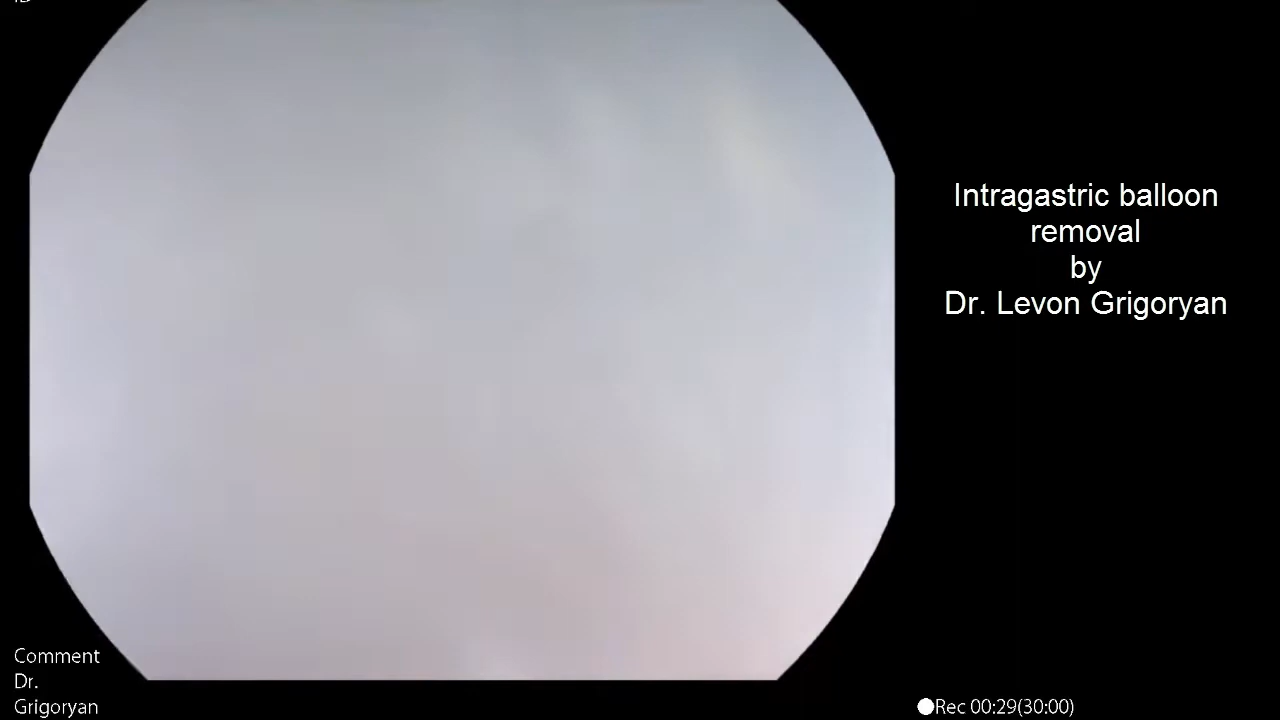 Intragastric balloon
removal
by
Dr. Levon Grigoryan
Comment
Dr.
Grigoryan
Rec 00:29(30:00)